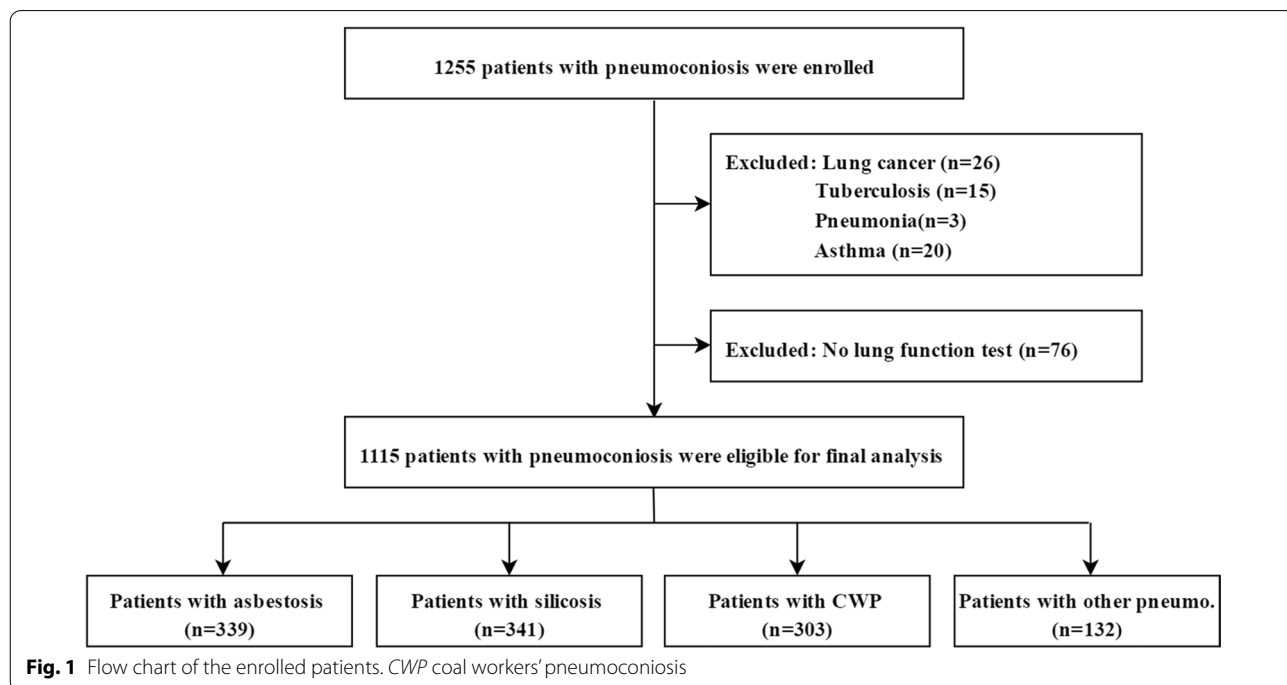 1255 patients with pneumoconiosis were enrolled
Excluded: Lung cancer (n=26)
Tuberculosis (n=15)
Pneumonia(n=3)
Asthma (n=20)
Excluded: No lung function test (n=76)
1115 patients with pneumoconiosis were eligible for final analysis
Patients with asbestosis
(n=339)
Patients with silicosis
(n=341)
Patients with CWP
(n=303)
Patients with other pneumo.
(n=132)
Fig. 1 Flow chart of the enrolled patients. CWP coal workers’ pneumoconiosis